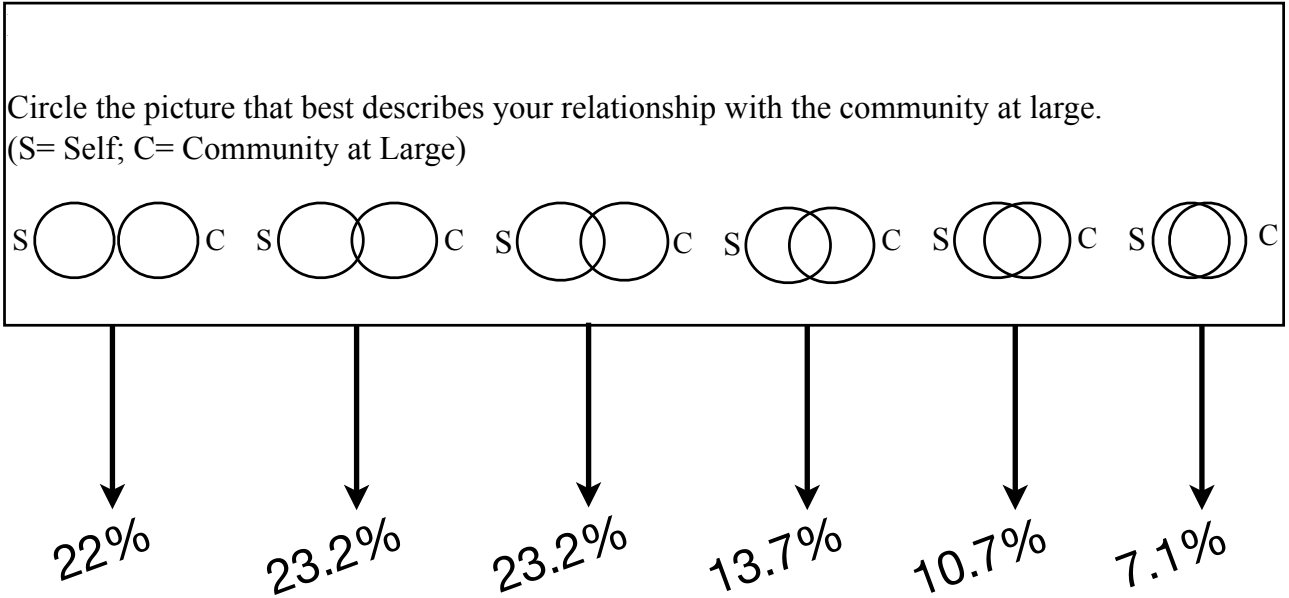 Circle the picture that best describes your relationship with the community at large.
(S= Self; C= Community at Large)
S C S C S C S C S C S C
22% 23.2% 23.2% 13.7% 10.7% 7.1%